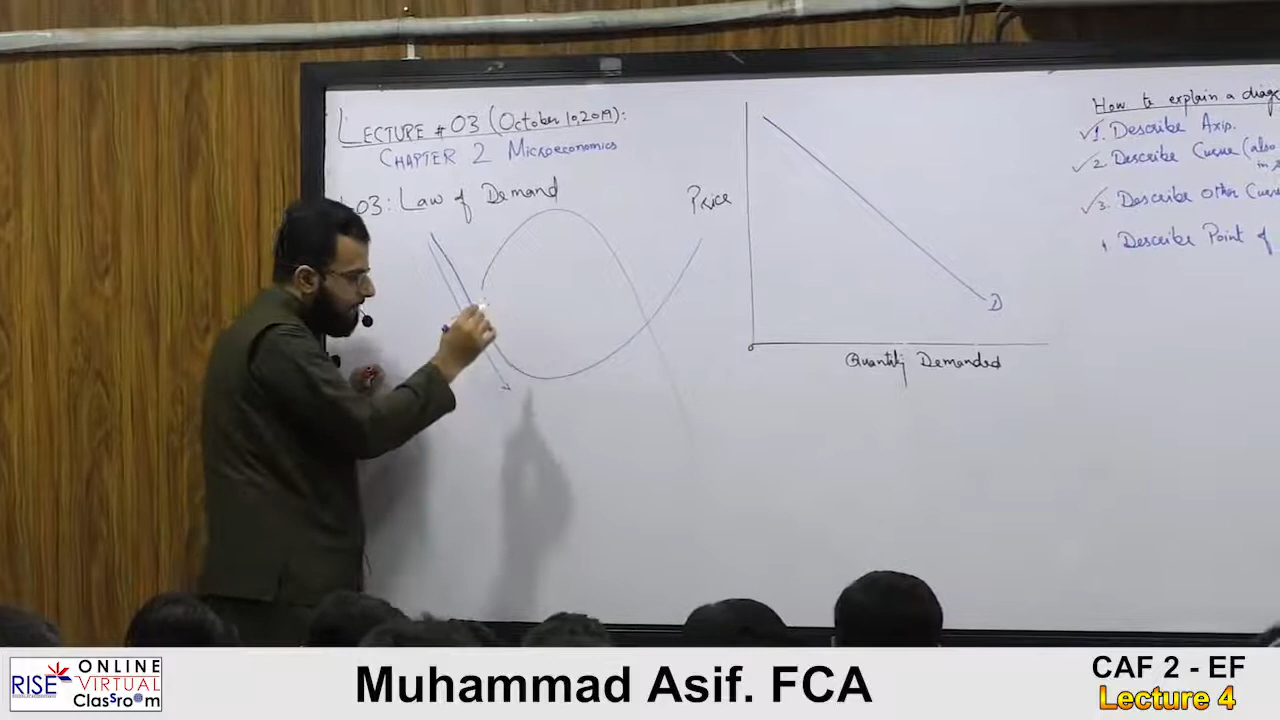 LECTURE # 03 (October 10, 2019):
CHAPTER 2 Microeconomics
03: Law of Demand
Price
D
Quantity Demanded
How to explain a diag
✓1. Describe Axis.
✓2. Describe Curve (also
in
✓3. Describe Other Curve
Describe Point of
RISE
ONLINE
VIRTUAL
Classroom
Muhammad Asif. FCA
CAF 2 - EF
Lecture 4